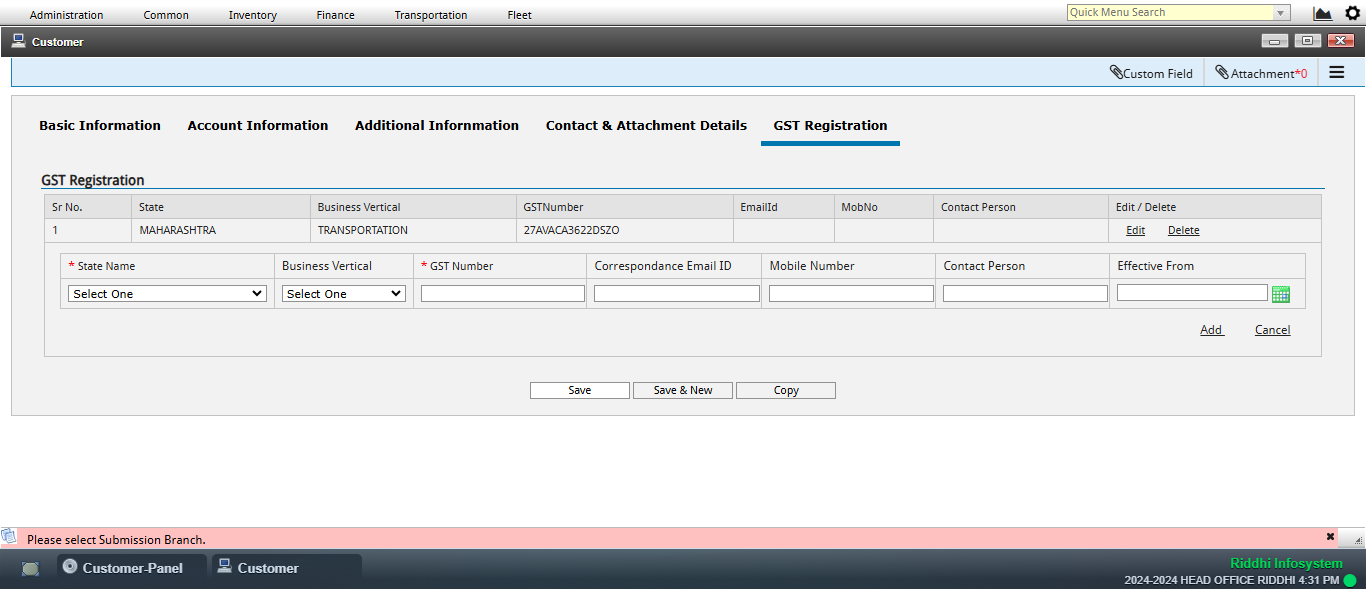 Administration Common Inventory Finance Transportation Fleet Quick Menu Search
Customer
Custom Field Attachment*0
Basic Information Account Information Additional Infornmation Contact & Attachment Details GST Registration
GST Registration
Sr No. State Business Vertical GSTNumber EmailId MobNo Contact Person Edit / Delete
1 MAHARASHTRA TRANSPORTATION 27AVACA3622DSZO Edit Delete
* State Name Business Vertical * GST Number Correspondance Email ID Mobile Number Contact Person Effective From
Select One Select One
Add Cancel
Save Save & New Copy
Please select Submission Branch.
Customer-Panel Customer Riddhi Infosystem
2024-2024 HEAD OFFICE RIDDHI 4:31 PM